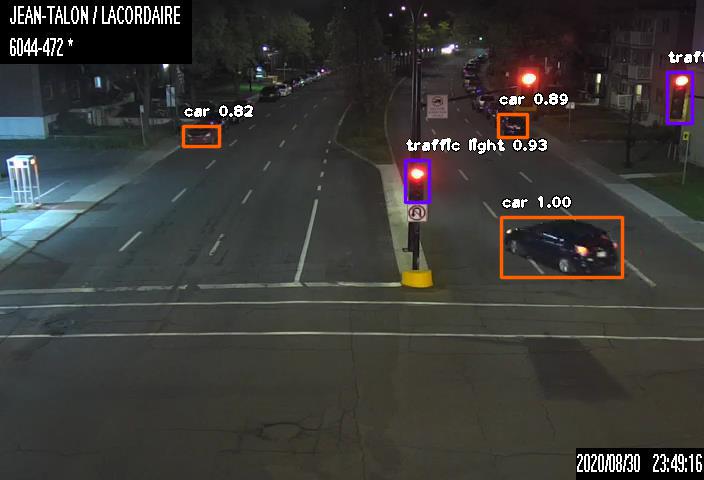 JEAN-TALON / LACORDAIRE
6044-472 *
traff
car 0.82
car 0.89
traffic light 0.93
car 1.00
2020/08/30 23:49:16